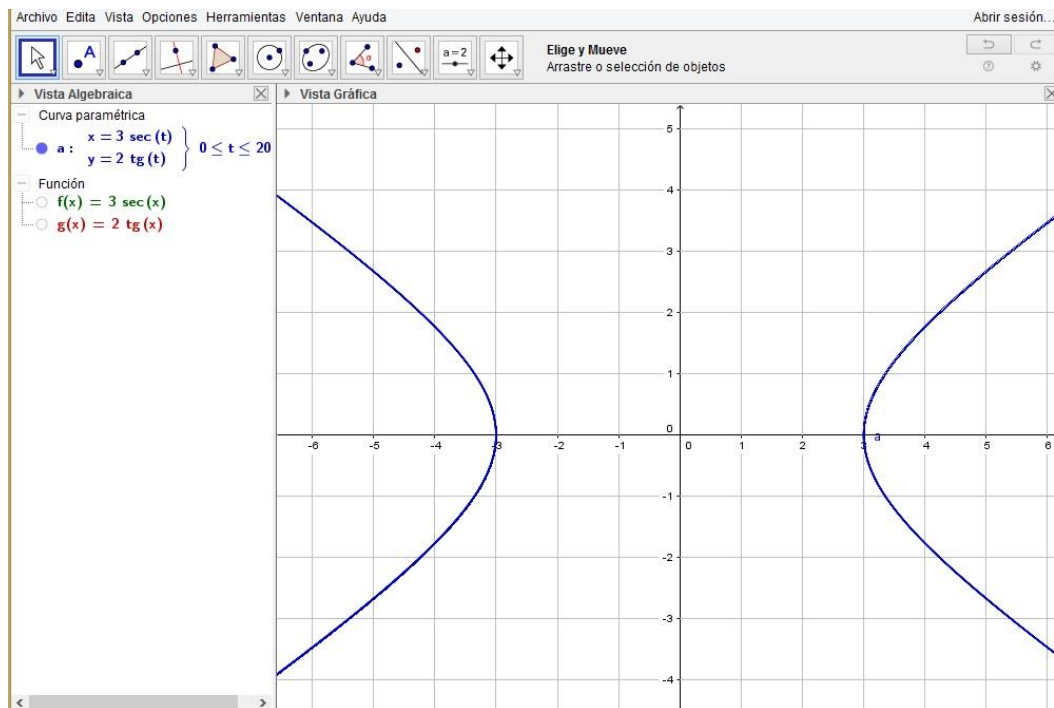 Archivo Edita Vista Opciones Herramientas Ventana Ayuda Abrir sesión...
A α a=2
Elige y Mueve
Arrastre o selección de objetos
Vista Algebraica
Vista Gráfica
Curva paramétrica
a : x = 3 sec (t)
y = 2 tg (t) } 0 ≤ t ≤ 20
Función
f(x) = 3 sec (x)
g(x) = 2 tg (x)
5
4
3
2
1
0
-6 -5 -4 -3 -2 -1 0 1 2 3 4 5 6
a
-1
-2
-3
-4